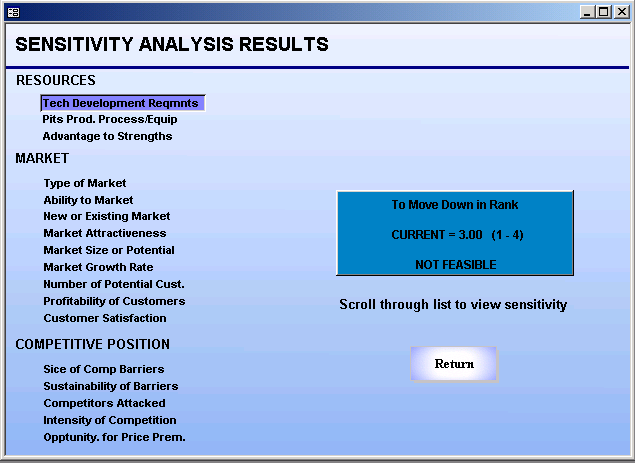 SENSITIVITY ANALYSIS RESULTS
RESOURCES
Tech Development Reqmnts
Pits Prod. Process/Equip
Advantage to Strengths
MARKET
Type of Market
Ability to Market
New or Existing Market
Market Attractiveness
Market Size or Potential
Market Growth Rate
Number of Potential Cust.
Profitability of Customers
Customer Satisfaction
COMPETITIVE POSITION
Sice of Comp Barriers
Sustainability of Barriers
Competitors Attacked
Intensity of Competition
Opptunity. for Price Prem.
To Move Down in Rank
CURRENT = 3.00 (1 - 4)
NOT FEASIBLE
Scroll through list to view sensitivity
Return